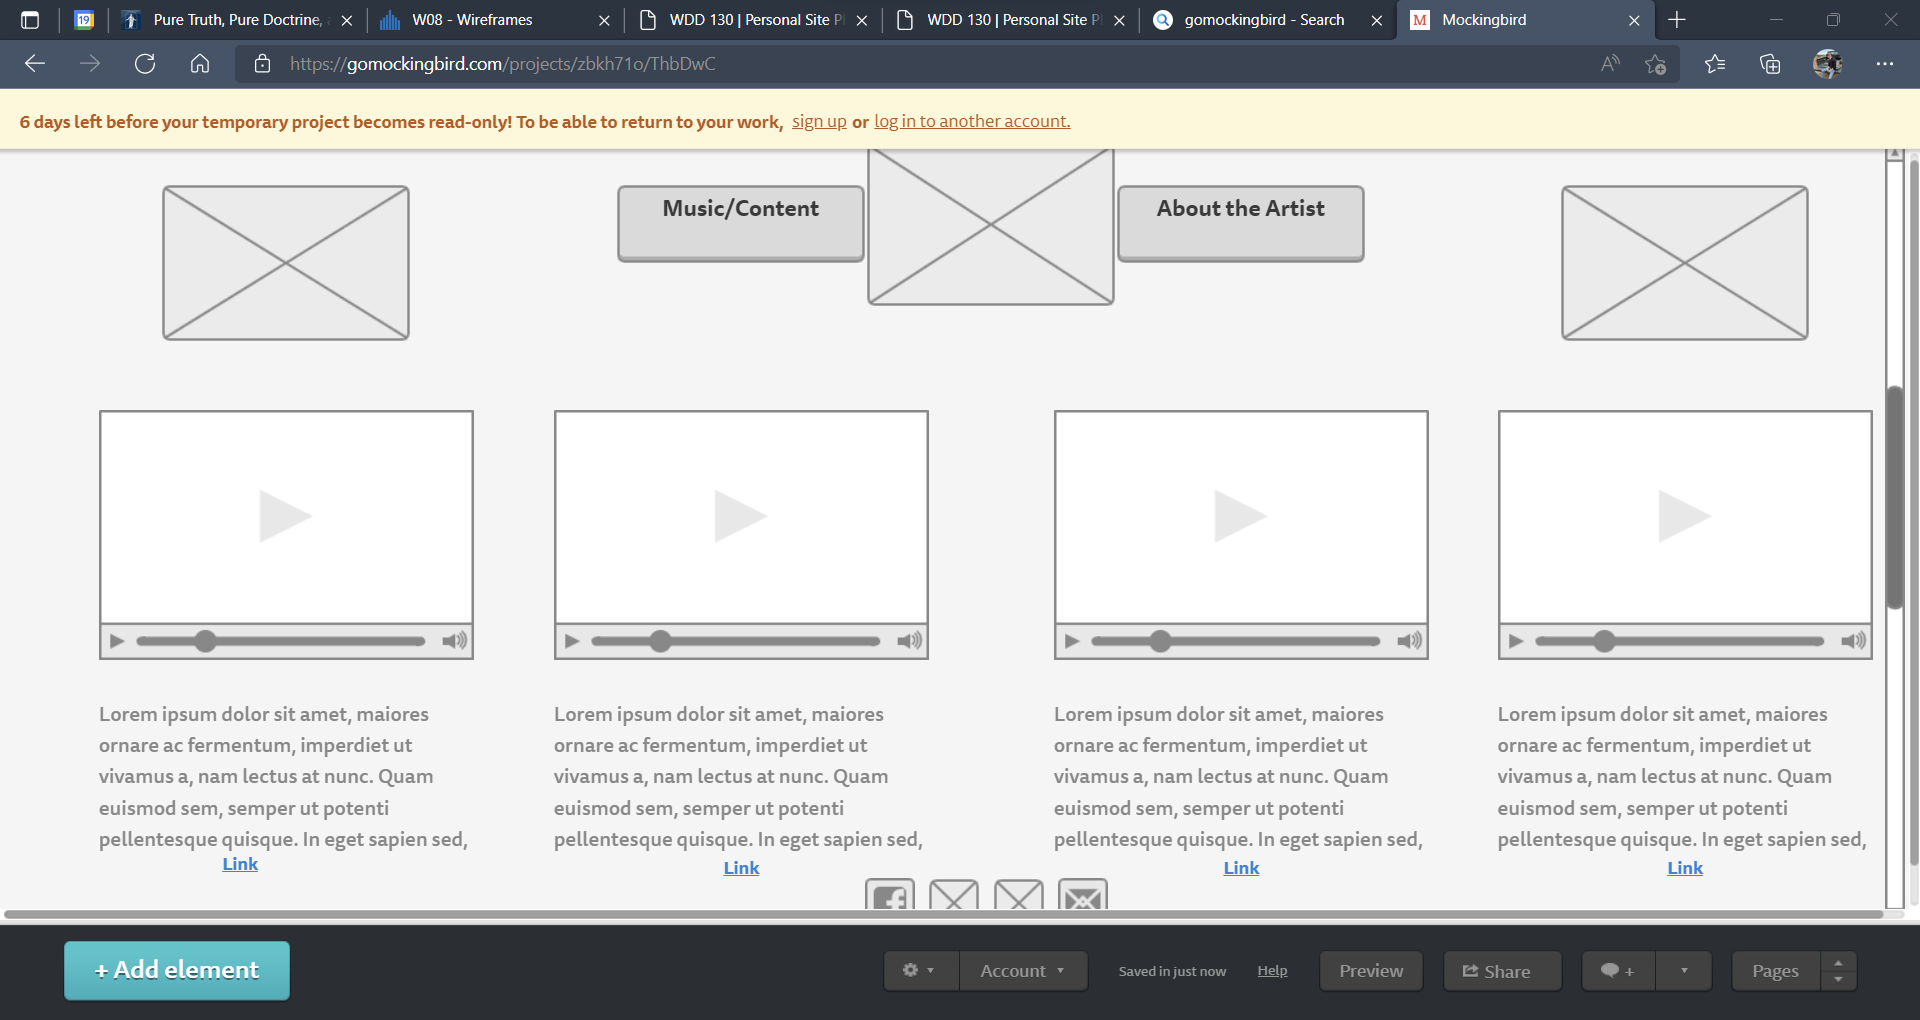 19
Pure Truth, Pure Doctrine,
W08 - Wireframes
WDD 130 | Personal Site Pl
WDD 130 | Personal Site Pl
gomockingbird - Search
M
Mockingbird
https://gomockingbird.com/projects/zbkh71o/ThbDwC
6 days left before your temporary project becomes read-only! To be able to return to your work, sign up or log in to another account.
Music/Content
About the Artist
Lorem ipsum dolor sit amet, maiores
ornare ac fermentum, imperdiet ut
vivamus a, nam lectus at nunc. Quam
euismod sem, semper ut potenti
pellentesque quisque. In eget sapien sed,
Link
Lorem ipsum dolor sit amet, maiores
ornare ac fermentum, imperdiet ut
vivamus a, nam lectus at nunc. Quam
euismod sem, semper ut potenti
pellentesque quisque. In eget sapien sed,
Link
Lorem ipsum dolor sit amet, maiores
ornare ac fermentum, imperdiet ut
vivamus a, nam lectus at nunc. Quam
euismod sem, semper ut potenti
pellentesque quisque. In eget sapien sed,
Link
Lorem ipsum dolor sit amet, maiores
ornare ac fermentum, imperdiet ut
vivamus a, nam lectus at nunc. Quam
euismod sem, semper ut potenti
pellentesque quisque. In eget sapien sed,
Link
+ Add element
Account
Saved in just now
Help
Preview
Share
+
Pages